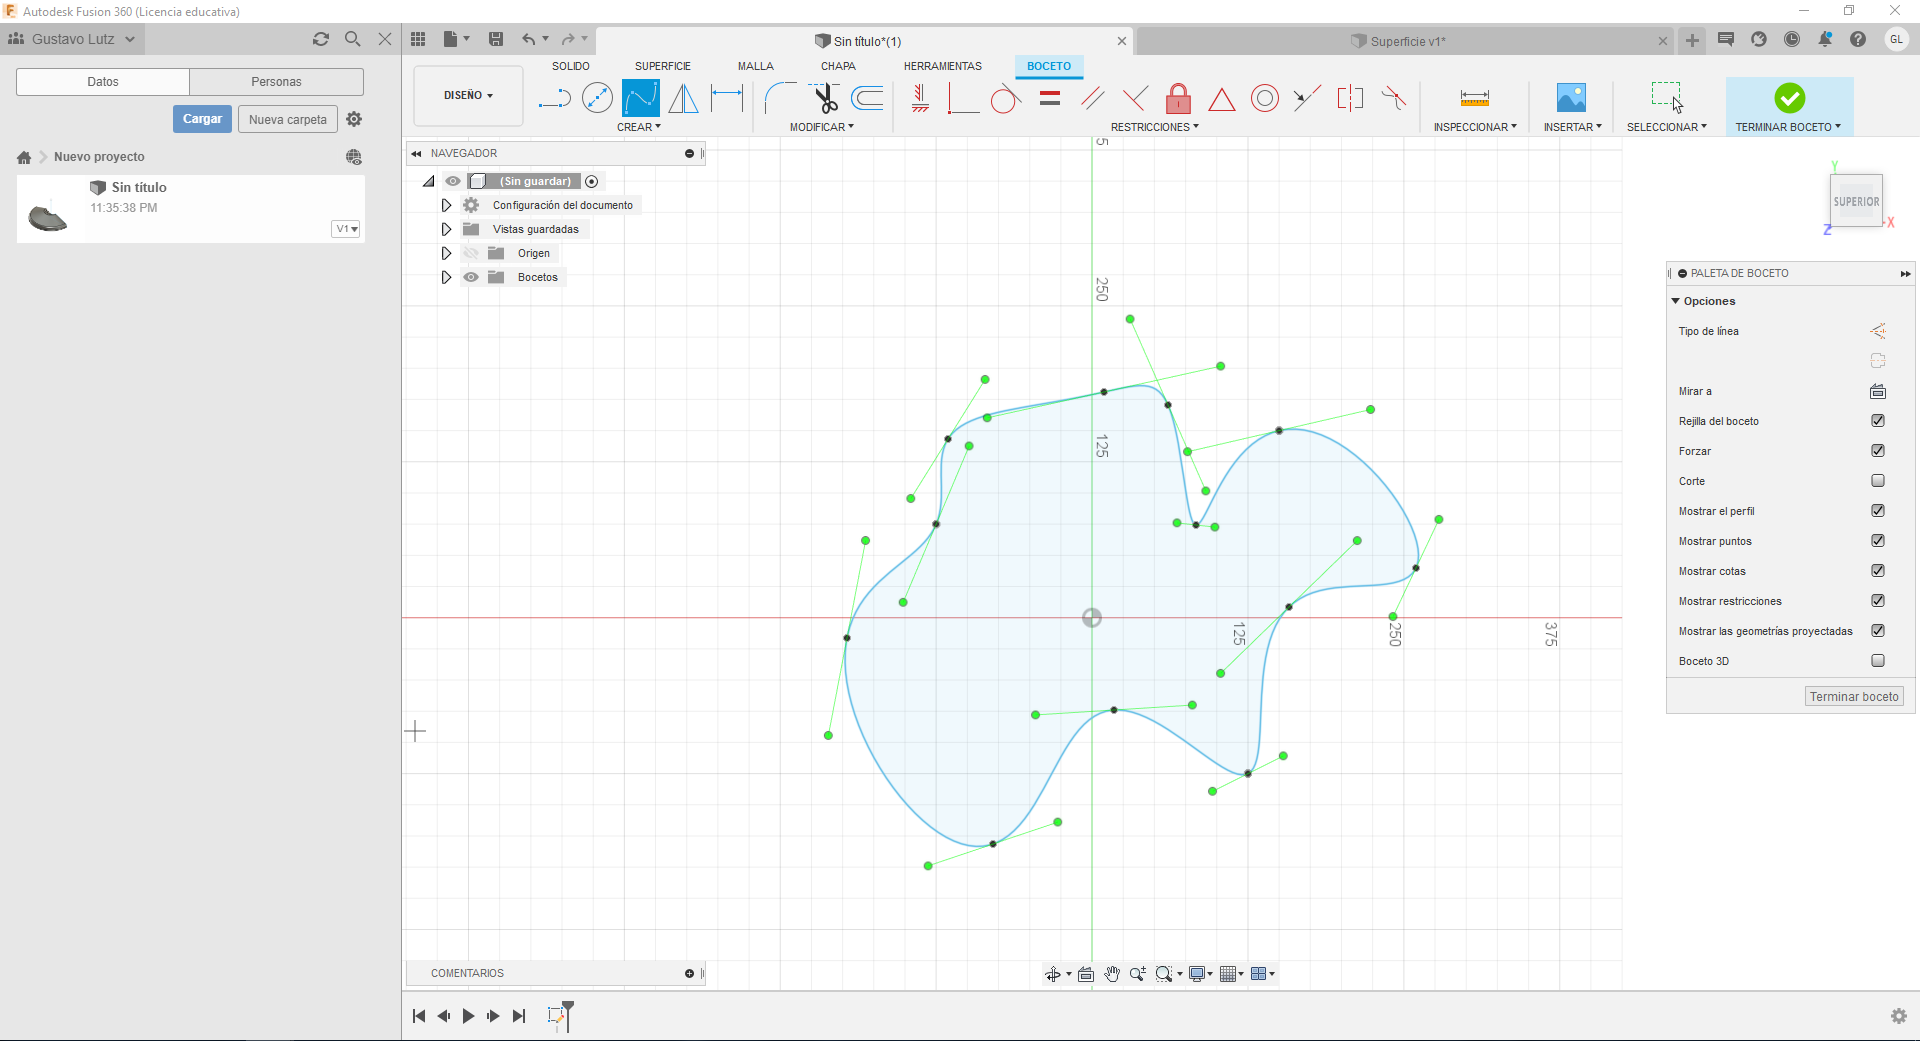 Autodesk Fusion 360 (Licencia educativa)
Gustavo Lutz
Sin título*(1)
Superficie v1*
GL
Datos
Personas
Cargar
Nueva carpeta
Nuevo proyecto
Sin título
11:35:38 PM
V1
DISEÑO
SOLIDO
SUPERFICIE
MALLA
CHAPA
HERRAMIENTAS
BOCETO
CREAR
MODIFICAR
RESTRICCIONES
INSPECCIONAR
INSERTAR
SELECCIONAR
TERMINAR BOCETO
NAVEGADOR
(Sin guardar)
Configuración del documento
Vistas guardadas
Origen
Bocetos
5
250
125
125
250
375
Y
SUPERIOR
Z
X
PALETA DE BOCETO
Opciones
Tipo de línea
Mirar a
Rejilla del boceto
Forzar
Corte
Mostrar el perfil
Mostrar puntos
Mostrar cotas
Mostrar restricciones
Mostrar las geometrías proyectadas
Boceto 3D
Terminar boceto
COMENTARIOS